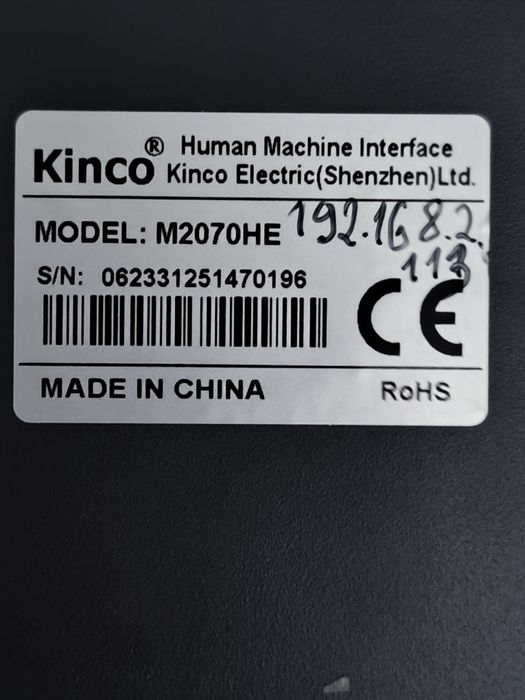 Kinco® Human Machine Interface
Kinco Electric(Shenzhen)Ltd.
MODEL: M2070HE 192.168.2.
113
S/N: 062331251470196
CE
MADE IN CHINA RoHS